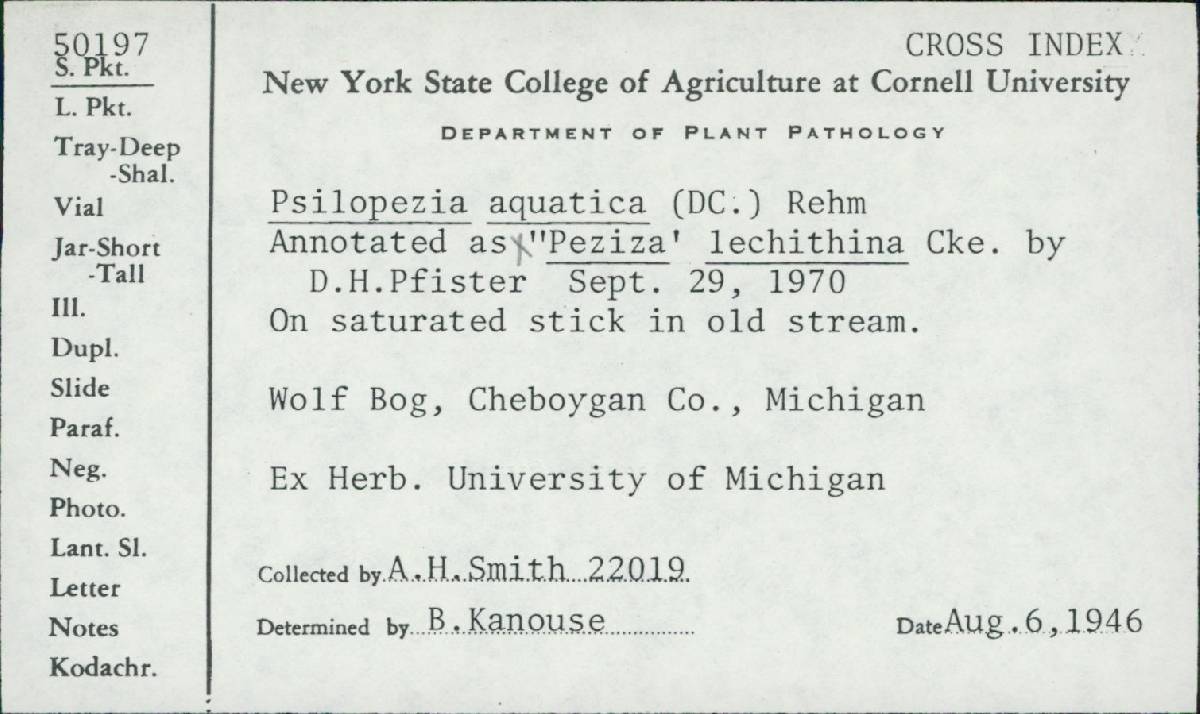 50197
S. Pkt.
L. Pkt.
Tray-Deep
-Shal.
Vial
Jar-Short
-Tall
Ill.
Dupl.
Slide
Paraf.
Neg.
Photo.
Lant. Sl.
Letter
Notes
Kodachr.
CROSS INDEX
New York State College of Agriculture at Cornell University
DEPARTMENT OF PLANT PATHOLOGY
Psilopezia aquatica (DC.) Rehm
Annotated as "Peziza' lechithina Cke. by
D.H.Pfister Sept. 29, 1970
On saturated stick in old stream.
Wolf Bog, Cheboygan Co., Michigan
Ex Herb. University of Michigan
Collected by A.H.Smith 22019
Determined by B.Kanouse
Date Aug.6,1946